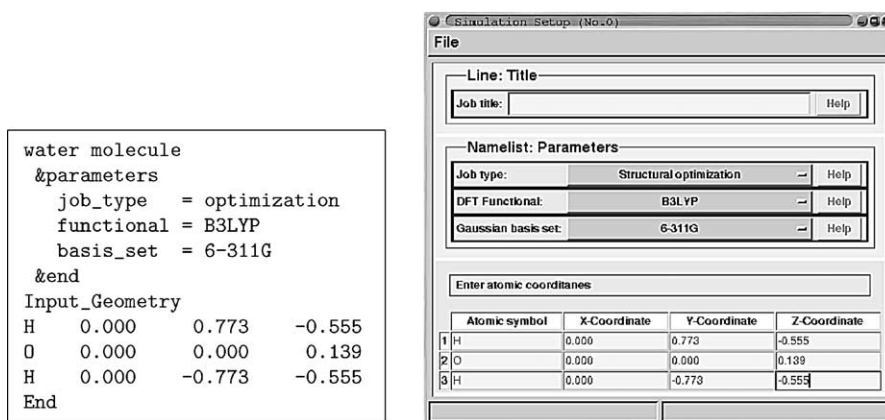 water molecule
&parameters
job_type = optimization
functional = B3LYP
basis_set = 6-311G
&end
Input_Geometry
H 0.000 0.773 -0.555
O 0.000 0.000 0.139
H 0.000 -0.773 -0.555
End
Simulation Setup (No.0)
File
Line: Title
Job title: Help
Namelist: Parameters
Job type: Structural optimization Help
DFT Functional: B3LYP Help
Gaussian basis set: 6-311G Help
Enter atomic coorditanes
Atomic symbol X-Coordinate Y-Coordinate Z-Coordinate
1 H 0.000 0.773 -0.555
2 O 0.000 0.000 0.139
3 H 0.000 -0.773 -0.555